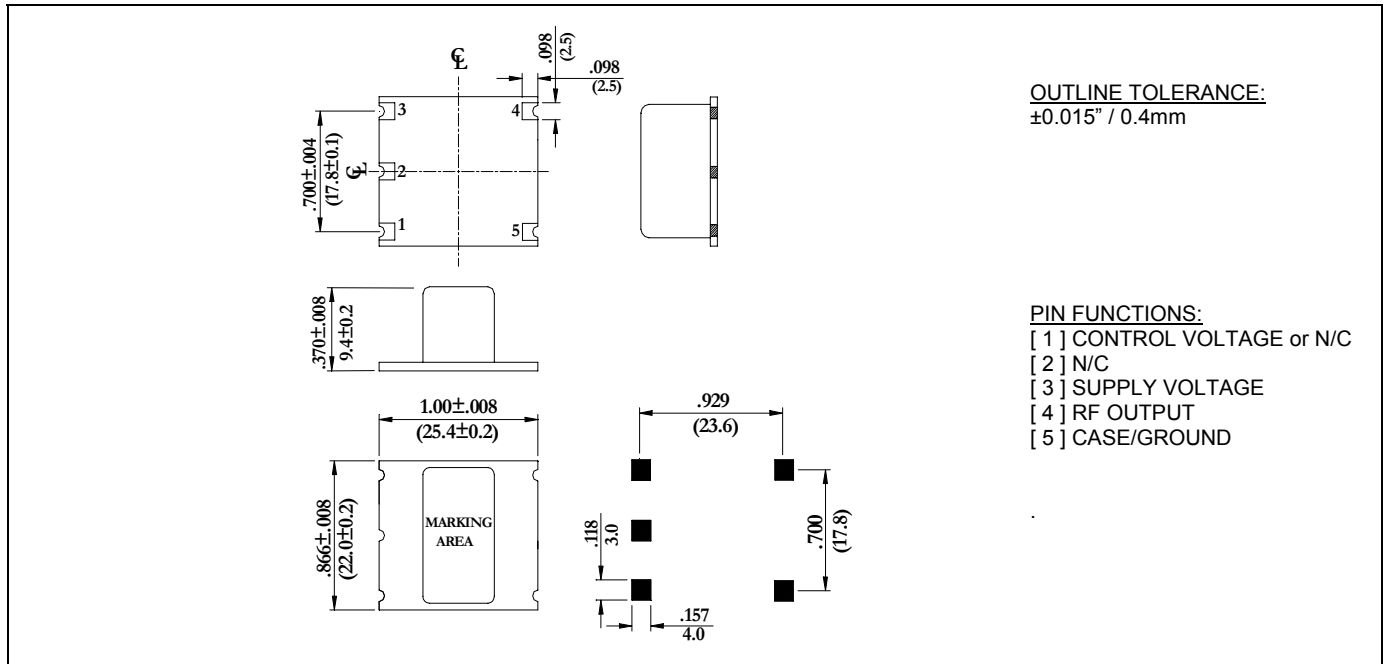 ℄
.098
(2.5)
.098
(2.5)
3
4
℄
2
1
5
.700±.004
(17.8±0.1)
OUTLINE TOLERANCE:
±0.015” / 0.4mm
.370±.008
9.4±0.2
PIN FUNCTIONS:
[ 1 ] CONTROL VOLTAGE or N/C
[ 2 ] N/C
[ 3 ] SUPPLY VOLTAGE
[ 4 ] RF OUTPUT
[ 5 ] CASE/GROUND
.
1.00±.008
(25.4±0.2)
.866±.008
(22.0±0.2)
MARKING
AREA
.929
(23.6)
.700
(17.8)
.118
3.0
.157
4.0